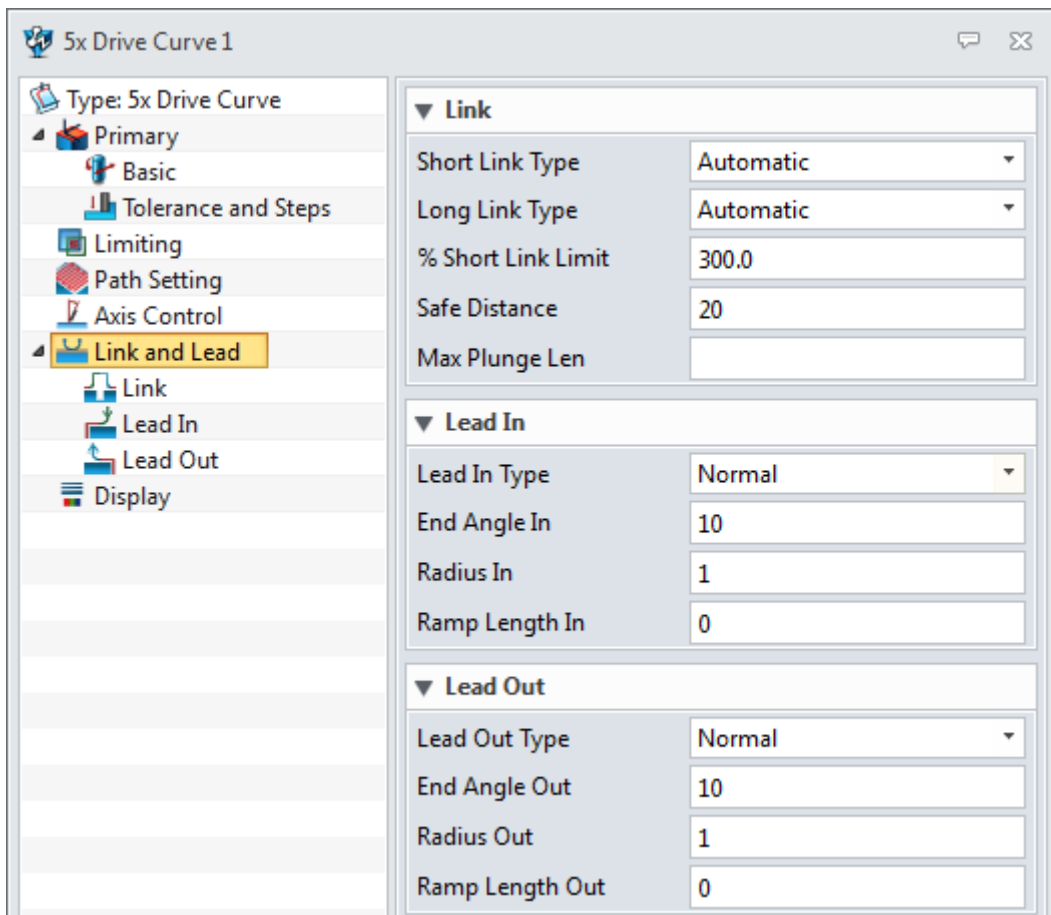 5x Drive Curve 1
Type: 5x Drive Curve
Primary
Basic
Tolerance and Steps
Limiting
Path Setting
Axis Control
Link and Lead
Link
Lead In
Lead Out
Display
Link
Short Link Type Automatic
Long Link Type Automatic
% Short Link Limit 300.0
Safe Distance 20
Max Plunge Len
Lead In
Lead In Type Normal
End Angle In 10
Radius In 1
Ramp Length In 0
Lead Out
Lead Out Type Normal
End Angle Out 10
Radius Out 1
Ramp Length Out 0